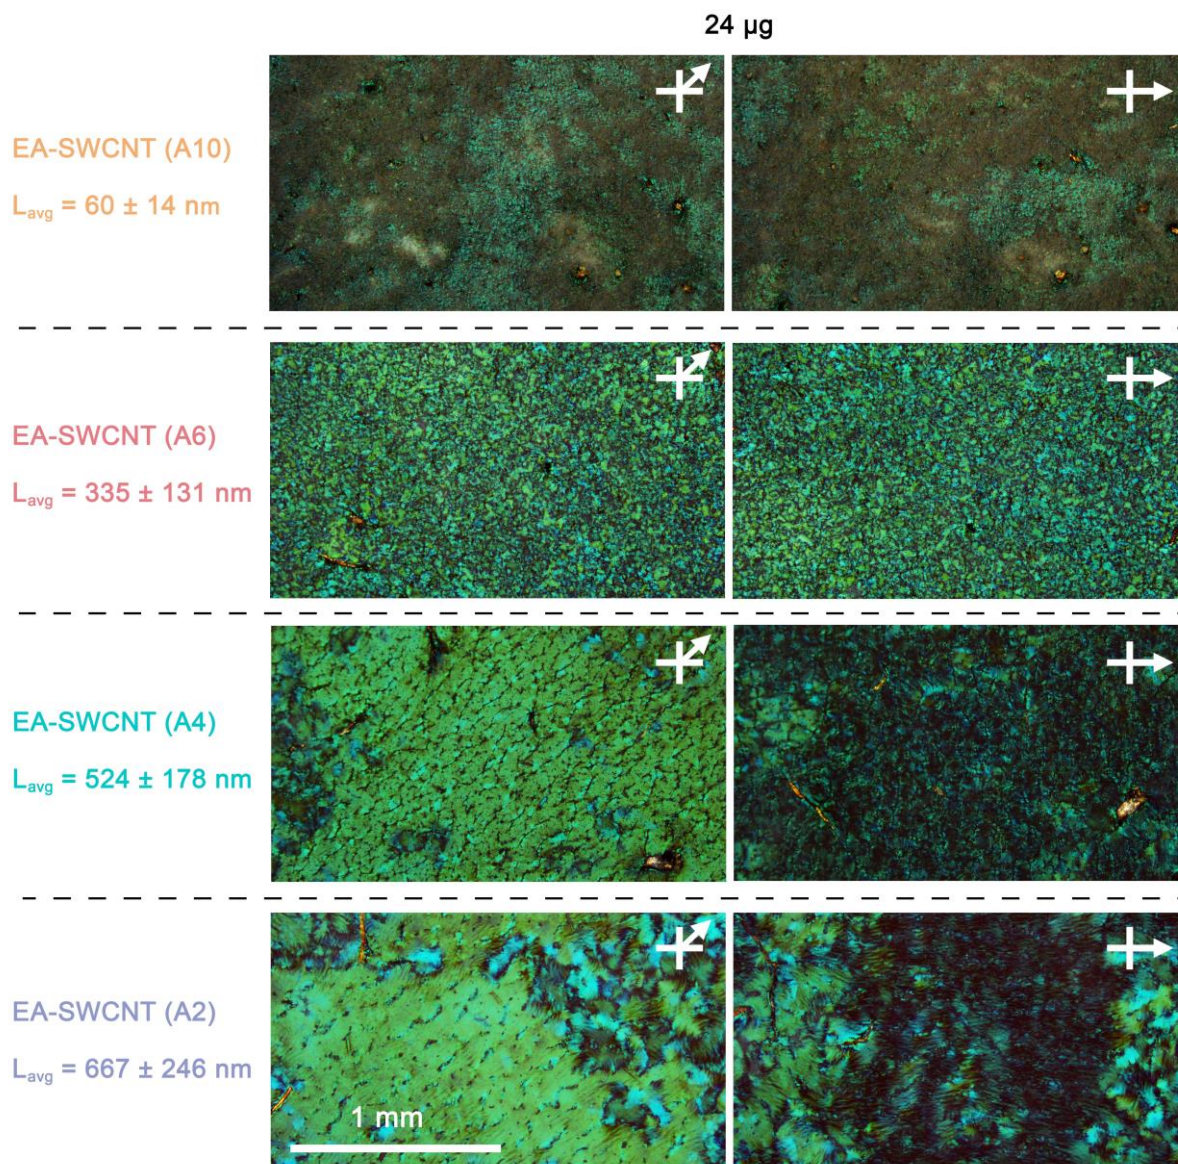 24 µg
EA-SWCNT (A10)
Lavg = 60 ± 14 nm
EA-SWCNT (A6)
Lavg = 335 ± 131 nm
EA-SWCNT (A4)
Lavg = 524 ± 178 nm
EA-SWCNT (A2)
Lavg = 667 ± 246 nm
1 mm